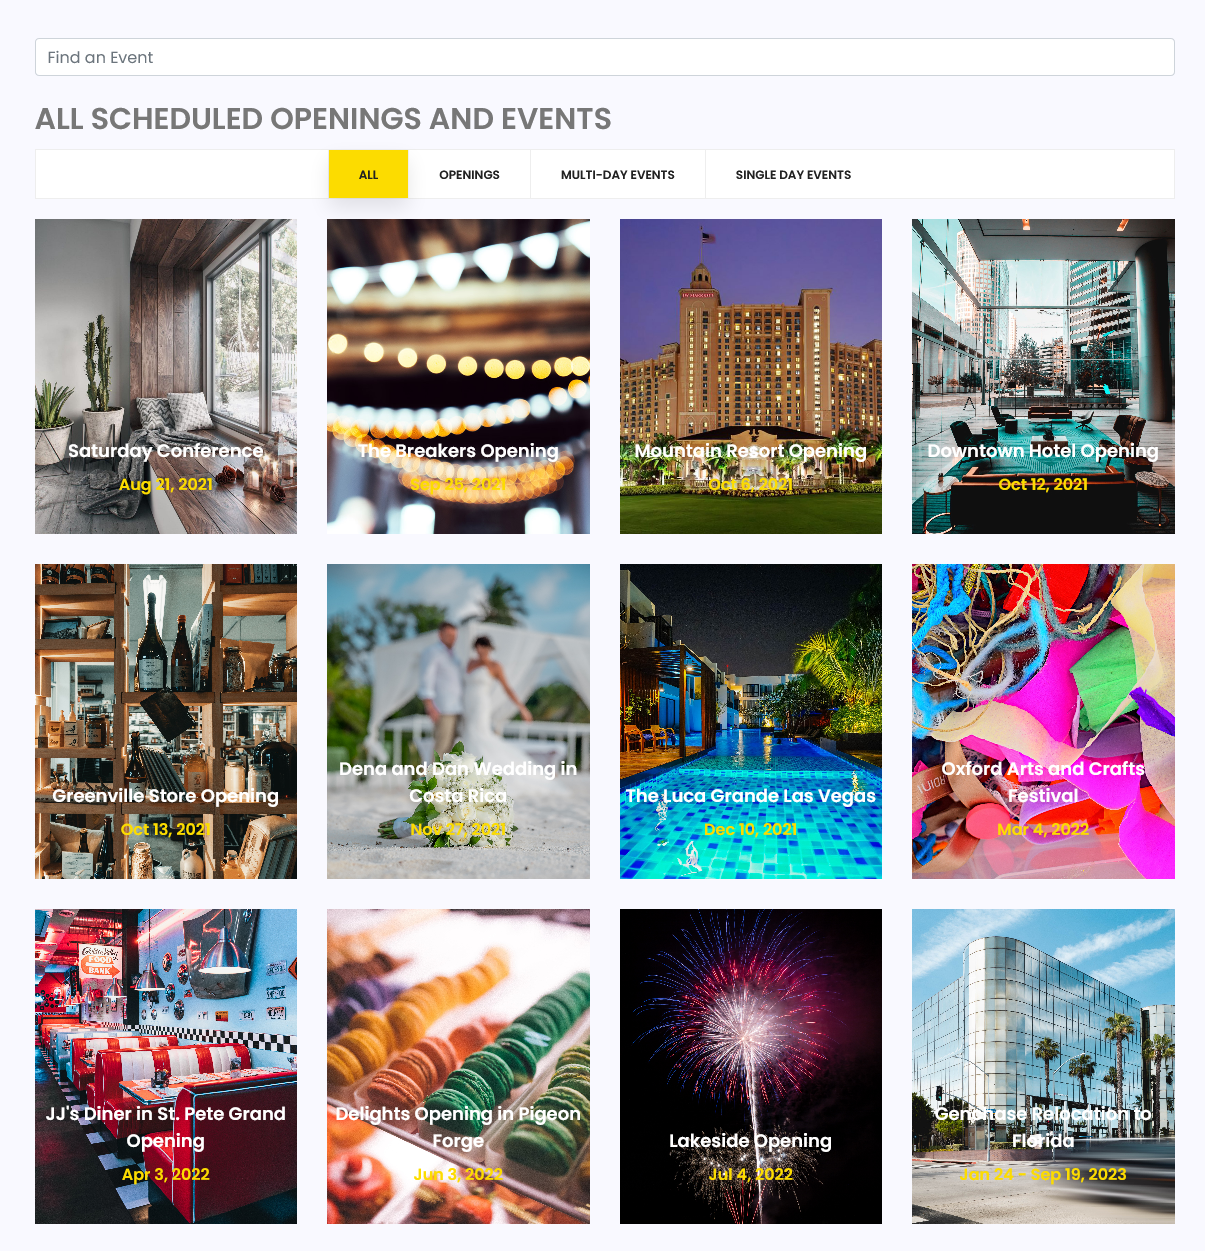 Find an Event
ALL SCHEDULED OPENINGS AND EVENTS
ALL
OPENINGS
MULTI-DAY EVENTS
SINGLE DAY EVENTS
JW MARRIOTT
Saturday Conference
Aug 21, 2021
The Breakers Opening
Sep 25, 2021
Mountain Resort Opening
Oct 6, 2021
Downtown Hotel Opening
Oct 12, 2021
Greenville Store Opening
Oct 13, 2021
Dena and Dan Wedding in
Costa Rica
Nov 27, 2021
The Luca Grande Las Vegas
Dec 10, 2021
Oxford Arts and Crafts
Festival
Mar 4, 2022
FOOD
BANK
JJ's Diner in St. Pete Grand
Opening
Apr 3, 2022
Delights Opening in Pigeon
Forge
Jun 3, 2022
Lakeside Opening
Jul 4, 2022
Genchase Relocation to
Florida
Jan 24 - Sep 19, 2023